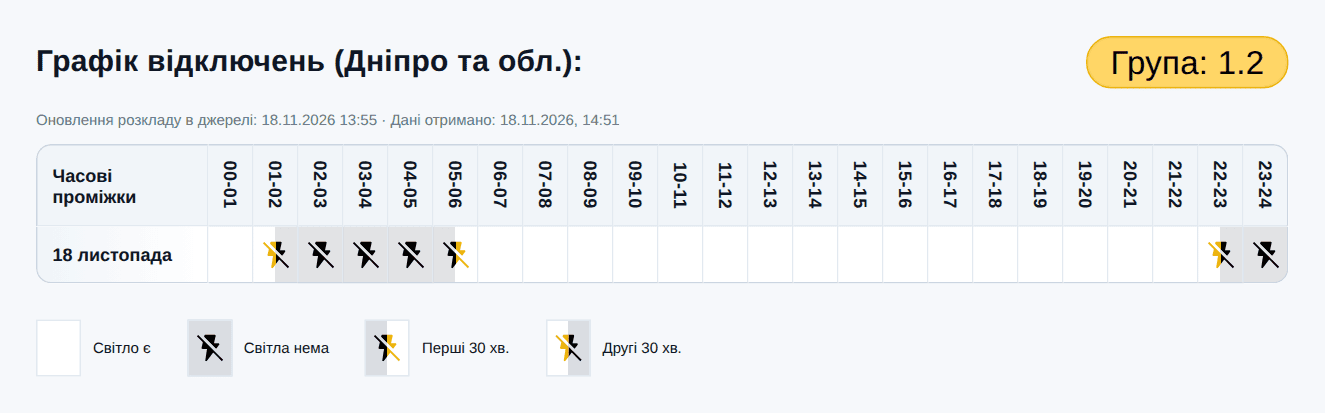 Графік відключень (Дніпро та обл.):
Група: 1.2
Оновлення розкладу в джерелі: 18.11.2026 13:55 · Дані отримано: 18.11.2026, 14:51
Часові
проміжки
00-01
01-02
02-03
03-04
04-05
05-06
06-07
07-08
08-09
09-10
10-11
11-12
12-13
13-14
14-15
15-16
16-17
17-18
18-19
19-20
20-21
21-22
22-23
23-24
18 листопада
Світло є
Світла нема
Перші 30 хв.
Другі 30 хв.